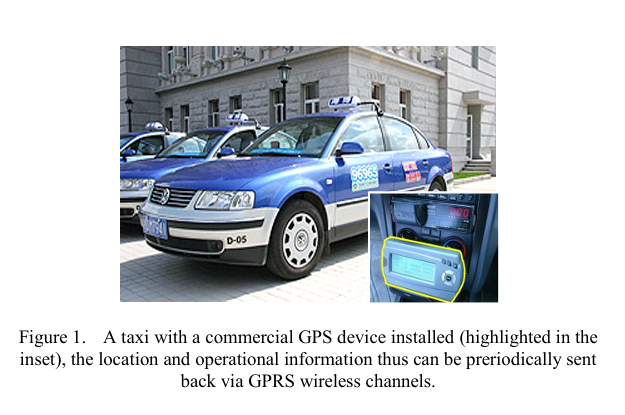 96963
D-05
Figure 1. A taxi with a commercial GPS device installed (highlighted in the
inset), the location and operational information thus can be preriodically sent
back via GPRS wireless channels.